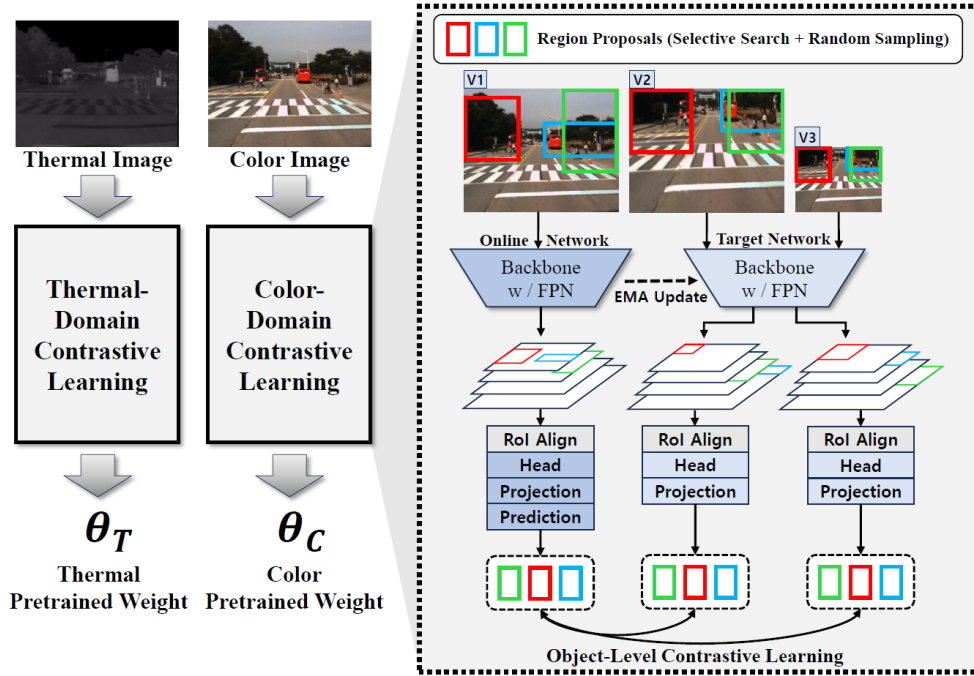 Thermal Image
Color Image
Thermal-
Domain
Contrastive
Learning
Color-
Domain
Contrastive
Learning
θT
θC
Thermal
Pretrained Weight
Color
Pretrained Weight
Region Proposals (Selective Search + Random Sampling)
V1
V2
V3
Online Network
Target Network
Backbone
w / FPN
EMA Update
Backbone
w / FPN
RoI Align
Head
Projection
Prediction
RoI Align
Head
Projection
RoI Align
Head
Projection
Object-Level Contrastive Learning